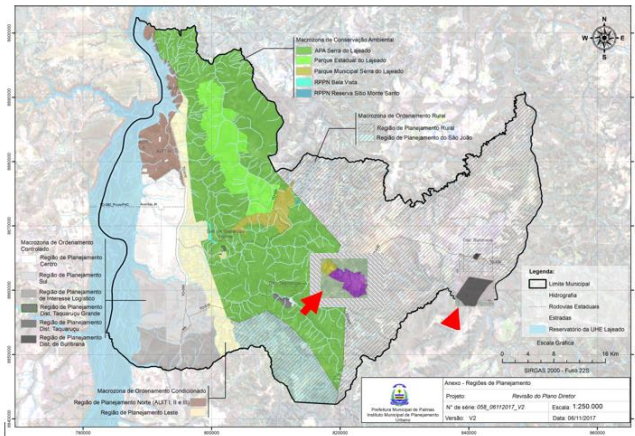 N
W
E
S
Macrozona de Conservação Ambiental
APA Serra do Lajeado
Parque Estadual do Lajeado
Parque Municipal Serra do Lajeado
RPPN Bela Vista
RPPN Reserva Sítio Monte Santo
Macrozona de Ordenamento Rural
Região de Planejamento Rural
Região de Planejamento do São João
Macrozona de Ordenamento
Controlado
Região de Planejamento
Centro
Região de Planejamento
Sul
Região de Planejamento
de Interesse Logístico
Região de Planejamento
Dist. Taquaruçu Grande
Região de Planejamento
Dist. Taquaruçu
Região de Planejamento
Dist. de Buritirana
Macrozona de Ordenamento Condicionado
Região de Planejamento Norte (AUIT I, II e III)
Região de Planejamento Leste
Legenda:
Limite Municipal
Hidrografia
Rodovias Estaduais
Estradas
Reservatório da UHE Lajeado
Escala Gráfica
0 2 4 8 12 16 Km
SIRGAS 2000 - Fuso 22S
Prefeitura Municipal de Palmas
Instituto Municipal de Planejamento
Urbano
Anexo - Regiões de Planejamento
Projeto: Revisão do Plano Diretor
N° de série: 058_06112017_V2 Escala: 1:250.000
Versão: V2 Data: 06/11/2017
780000 800000 820000 840000 860000